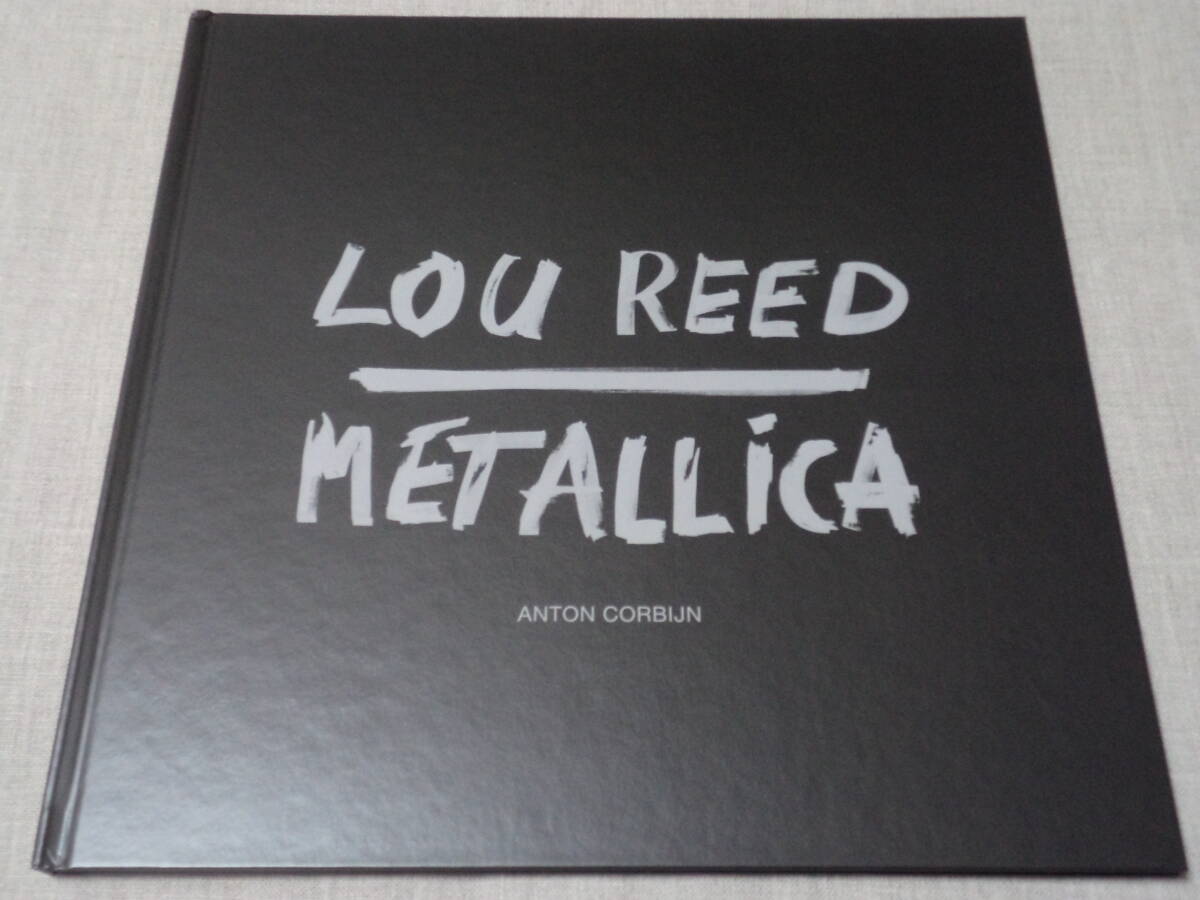 LOU REED
METALLICA
ANTON CORBIJN